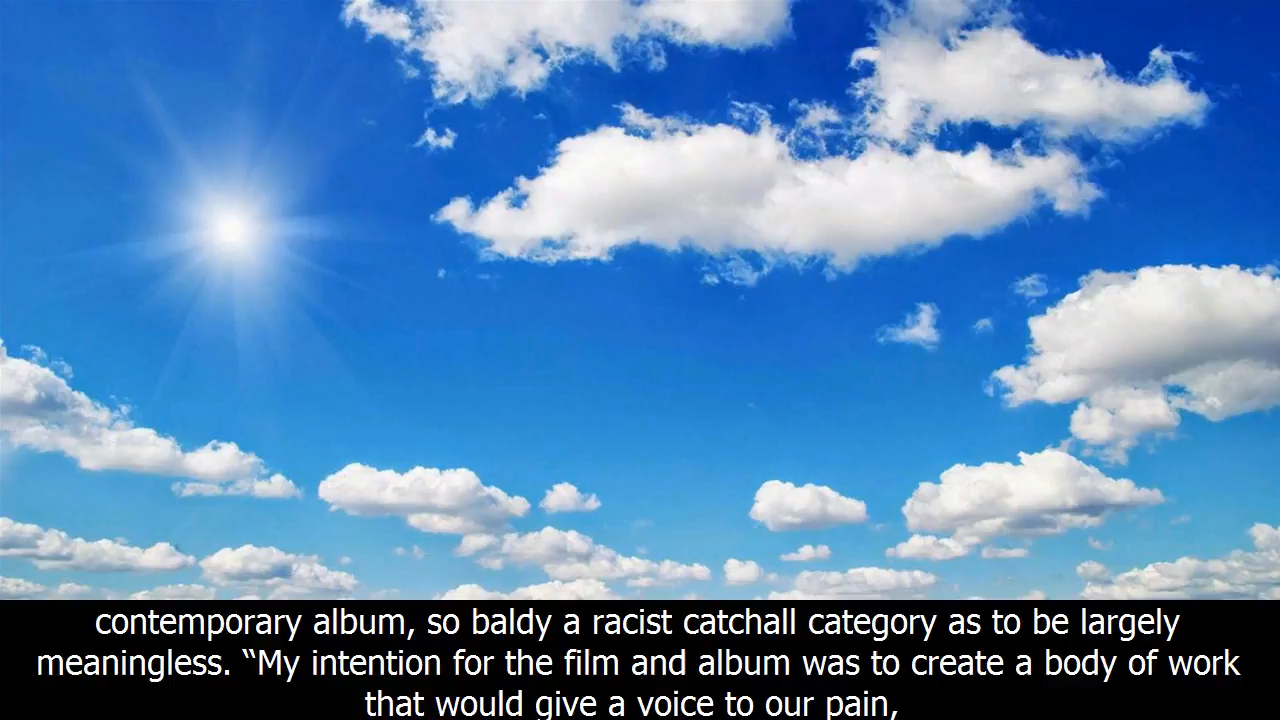 contemporary album, so baldy a racist catchall category as to be largely
meaningless. “My intention for the film and album was to create a body of work
that would give a voice to our pain,